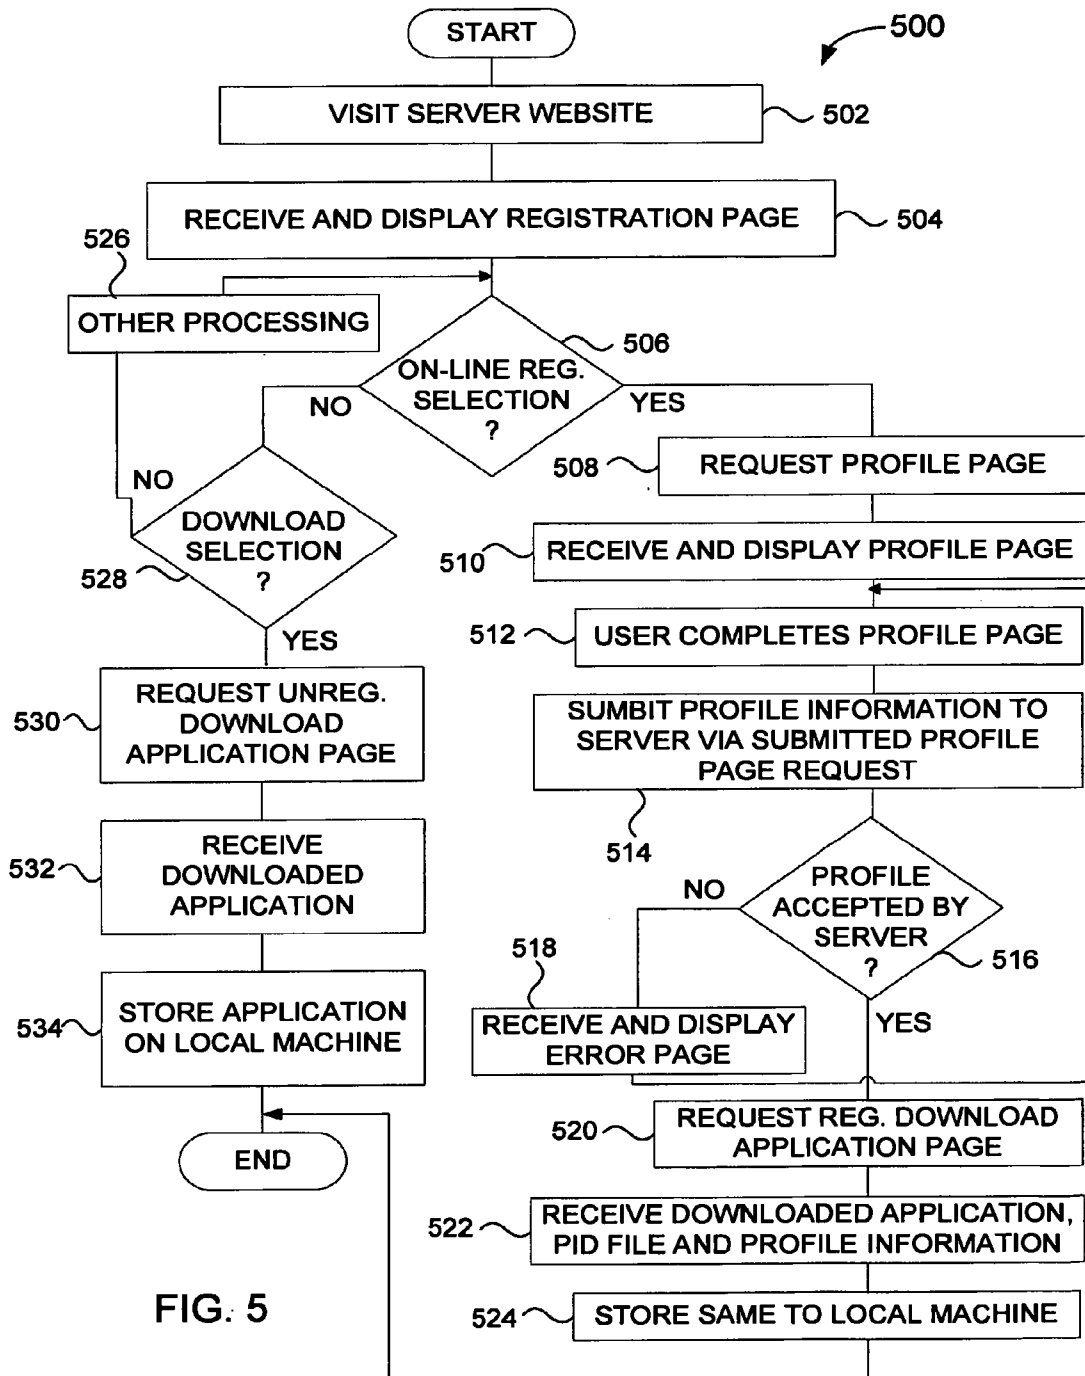 START
500
VISIT SERVER WEBSITE
502
RECEIVE AND DISPLAY REGISTRATION PAGE
504
526
OTHER PROCESSING
ON-LINE REG.
SELECTION
?
506
NO
YES
508
REQUEST PROFILE PAGE
NO
DOWNLOAD
SELECTION
?
528
YES
510
RECEIVE AND DISPLAY PROFILE PAGE
512
USER COMPLETES PROFILE PAGE
530
REQUEST UNREG.
DOWNLOAD
APPLICATION PAGE
SUMBIT PROFILE INFORMATION TO
SERVER VIA SUBMITTED PROFILE
PAGE REQUEST
514
532
RECEIVE
DOWNLOADED
APPLICATION
PROFILE
ACCEPTED BY
SERVER
?
516
NO
YES
518
RECEIVE AND DISPLAY
ERROR PAGE
534
STORE APPLICATION
ON LOCAL MACHINE
END
520
REQUEST REG. DOWNLOAD
APPLICATION PAGE
522
RECEIVE DOWNLOADED APPLICATION,
PID FILE AND PROFILE INFORMATION
524
STORE SAME TO LOCAL MACHINE
FIG. 5